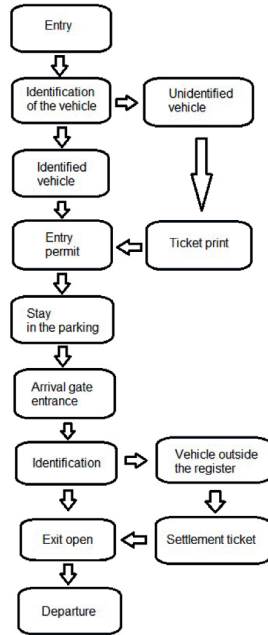 Entry
Identification
of the vehicle
Unidentified
vehicle
Identified
vehicle
Entry
permit
Ticket print
Stay
in the parking
Arrival gate
entrance
Identification
Vehicle outside
the register
Exit open
Settlement ticket
Departure